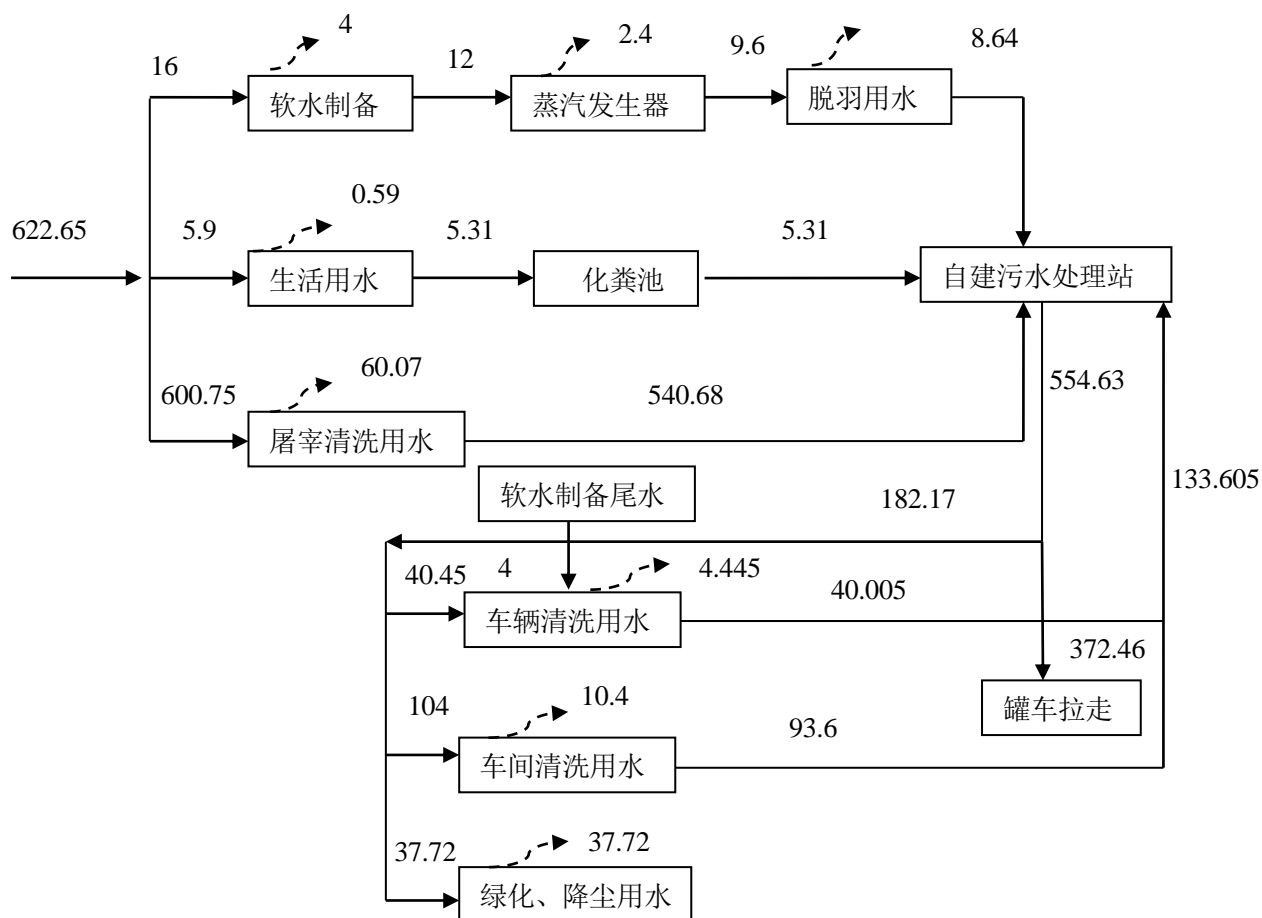 4
2.4
16
12
9.6
8.64
软水制备
蒸汽发生器
脱羽用水
0.59
622.65
5.9
5.31
5.31
生活用水
化粪池
自建污水处理站
60.07
600.75
540.68
554.63
屠宰清洗用水
软水制备尾水
182.17
133.605
40.45
4
4.445
40.005
车辆清洗用水
372.46
104
10.4
93.6
罐车拉走
车间清洗用水
37.72
37.72
绿化、降尘用水